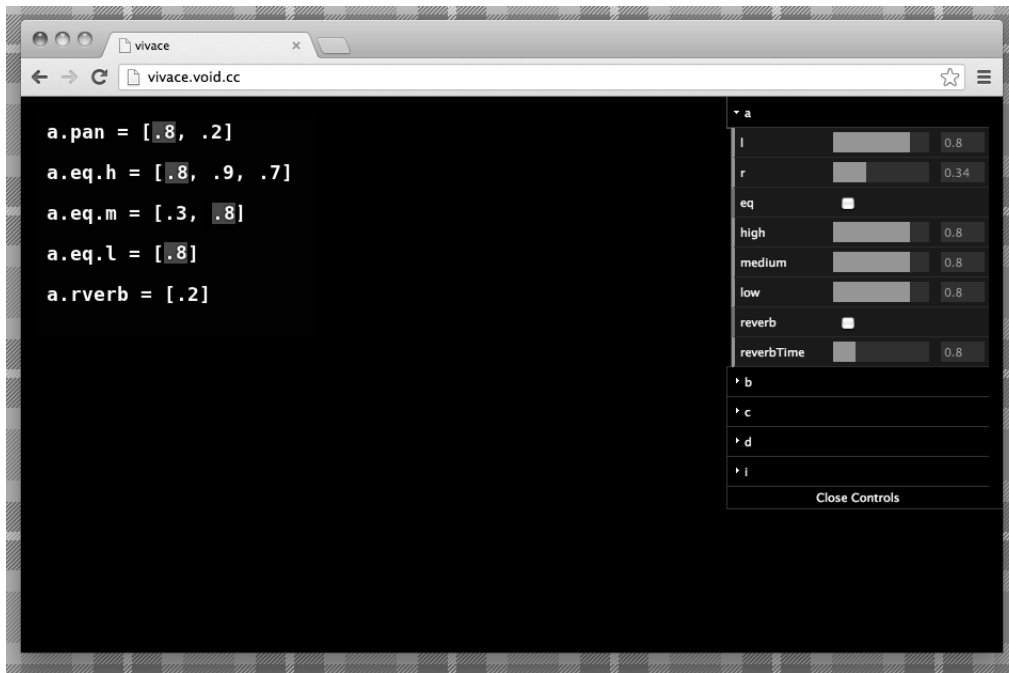 vivace
vivace.void.cc
a.pan = [.8, .2]
a.eq.h = [.8, .9, .7]
a.eq.m = [.3, .8]
a.eq.l = [.8]
a.rverb = [.2]
a
l 0.8
r 0.34
eq
high 0.8
medium 0.8
low 0.8
reverb
reverbTime 0.8
b
c
d
i
Close Controls